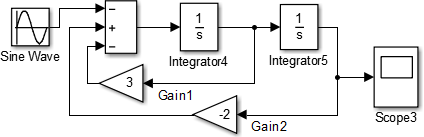 −
+
−
1
s
1
s
Sine Wave
Integrator4
Integrator5
3
Gain1
-2
Gain2
Scope3